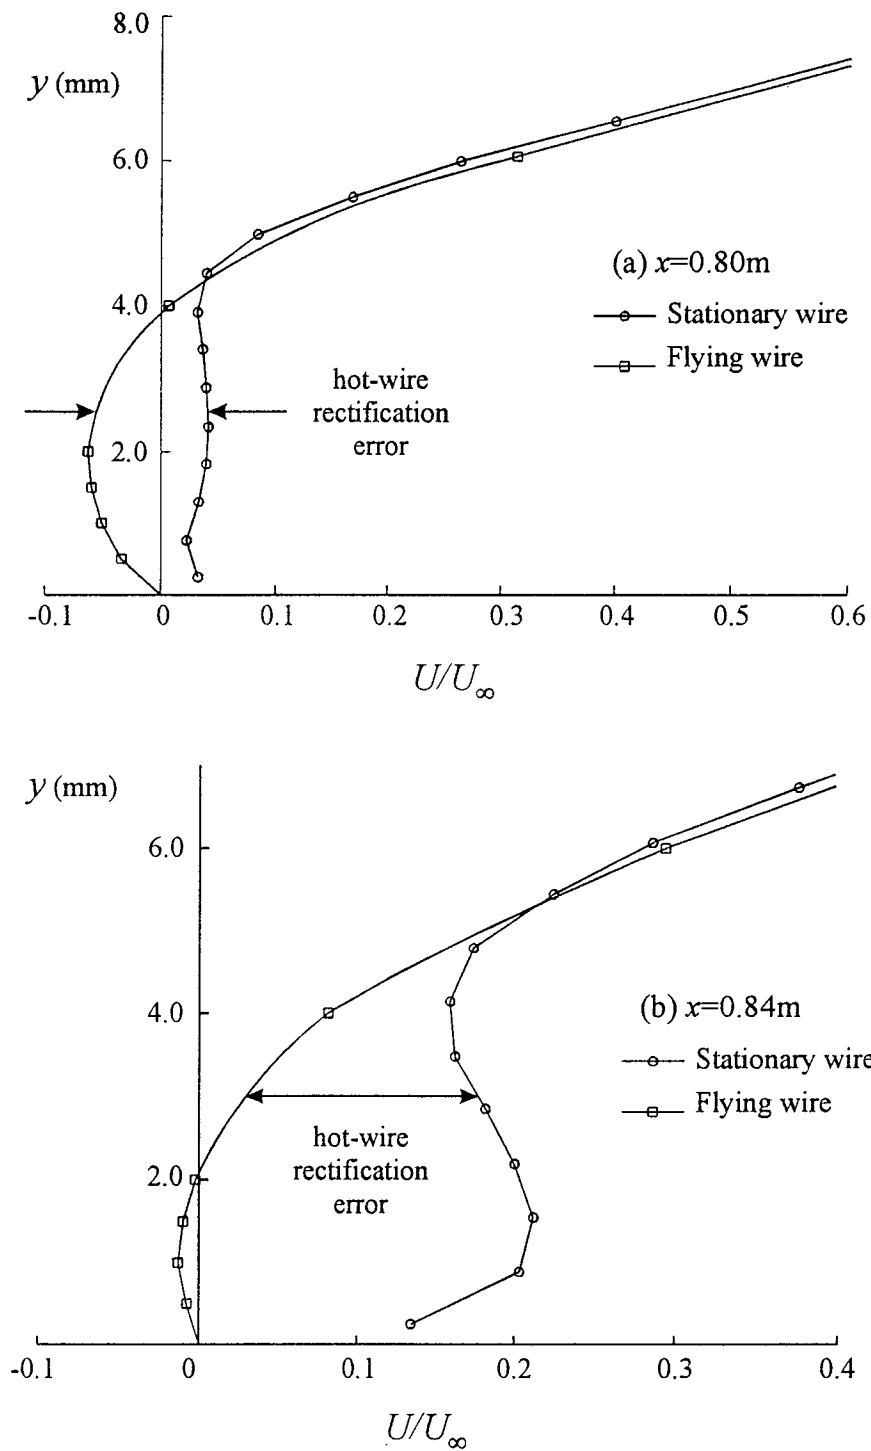 8.0
y (mm)
6.0
(a) x=0.80m
Stationary wire
4.0
Flying wire
hot-wire
rectification
error
2.0
-0.1 0 0.1 0.2 0.3 0.4 0.5 0.6
U/U∞
y (mm)
6.0
4.0
(b) x=0.84m
Stationary wire
Flying wire
hot-wire
rectification
error
2.0
-0.1 0 0.1 0.2 0.3 0.4
U/U∞